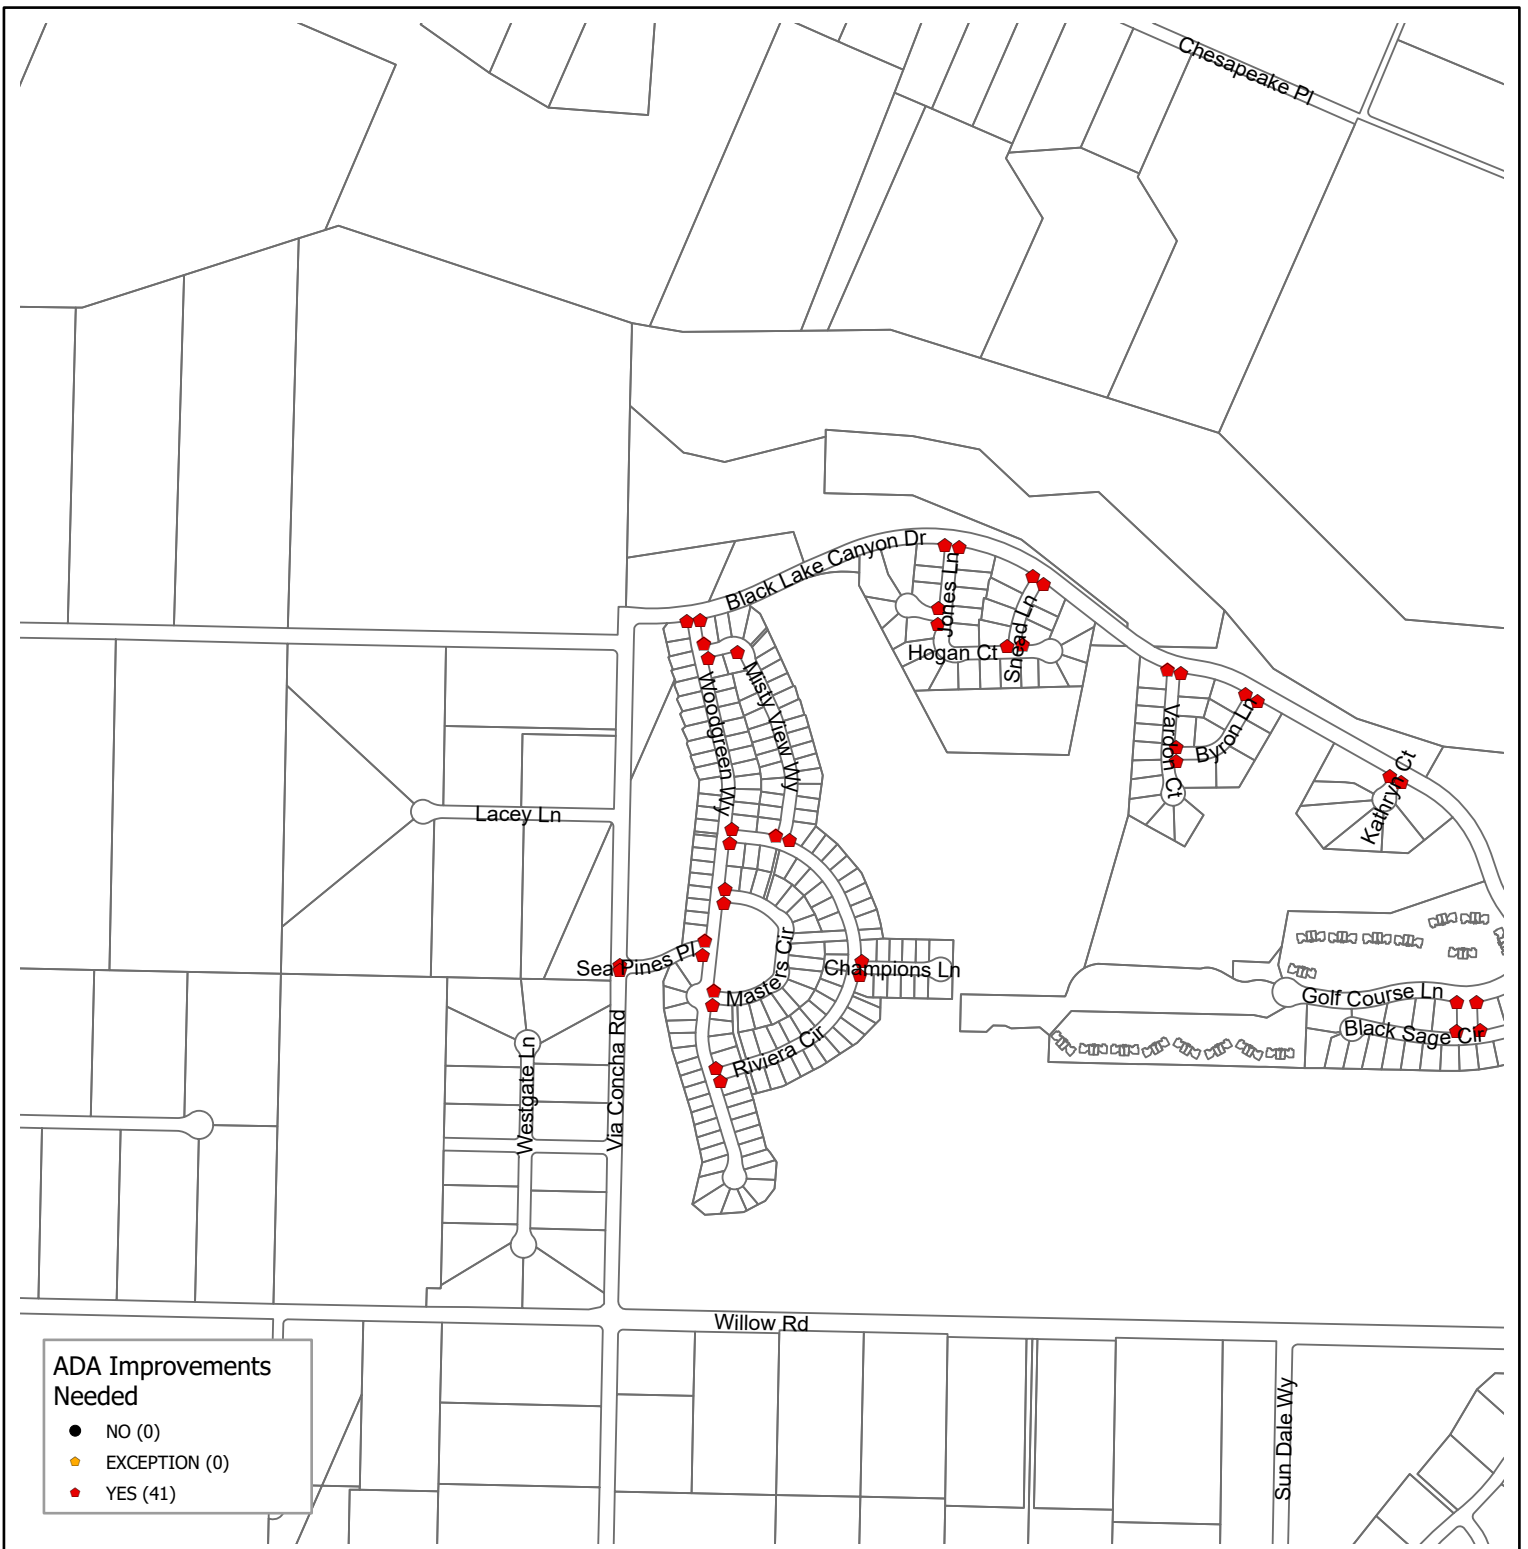 Chesapeake Pl
Black Lake Canyon Dr
Jones Ln
Snead Ln
Hogan Ct
Woodgreen Wy
Misty View Wy
Vardon Ct
Byron Ln
Kathryn Ct
Lacey Ln
Sea Pines Pl
Masters Cir
Champions Ln
Riviera Cir
Golf Course Ln
Black Sage Cir
Westgate Ln
Via Concha Rd
Willow Rd
Sun Dale Wy
ADA Improvements
Needed
NO (0)
EXCEPTION (0)
YES (41)